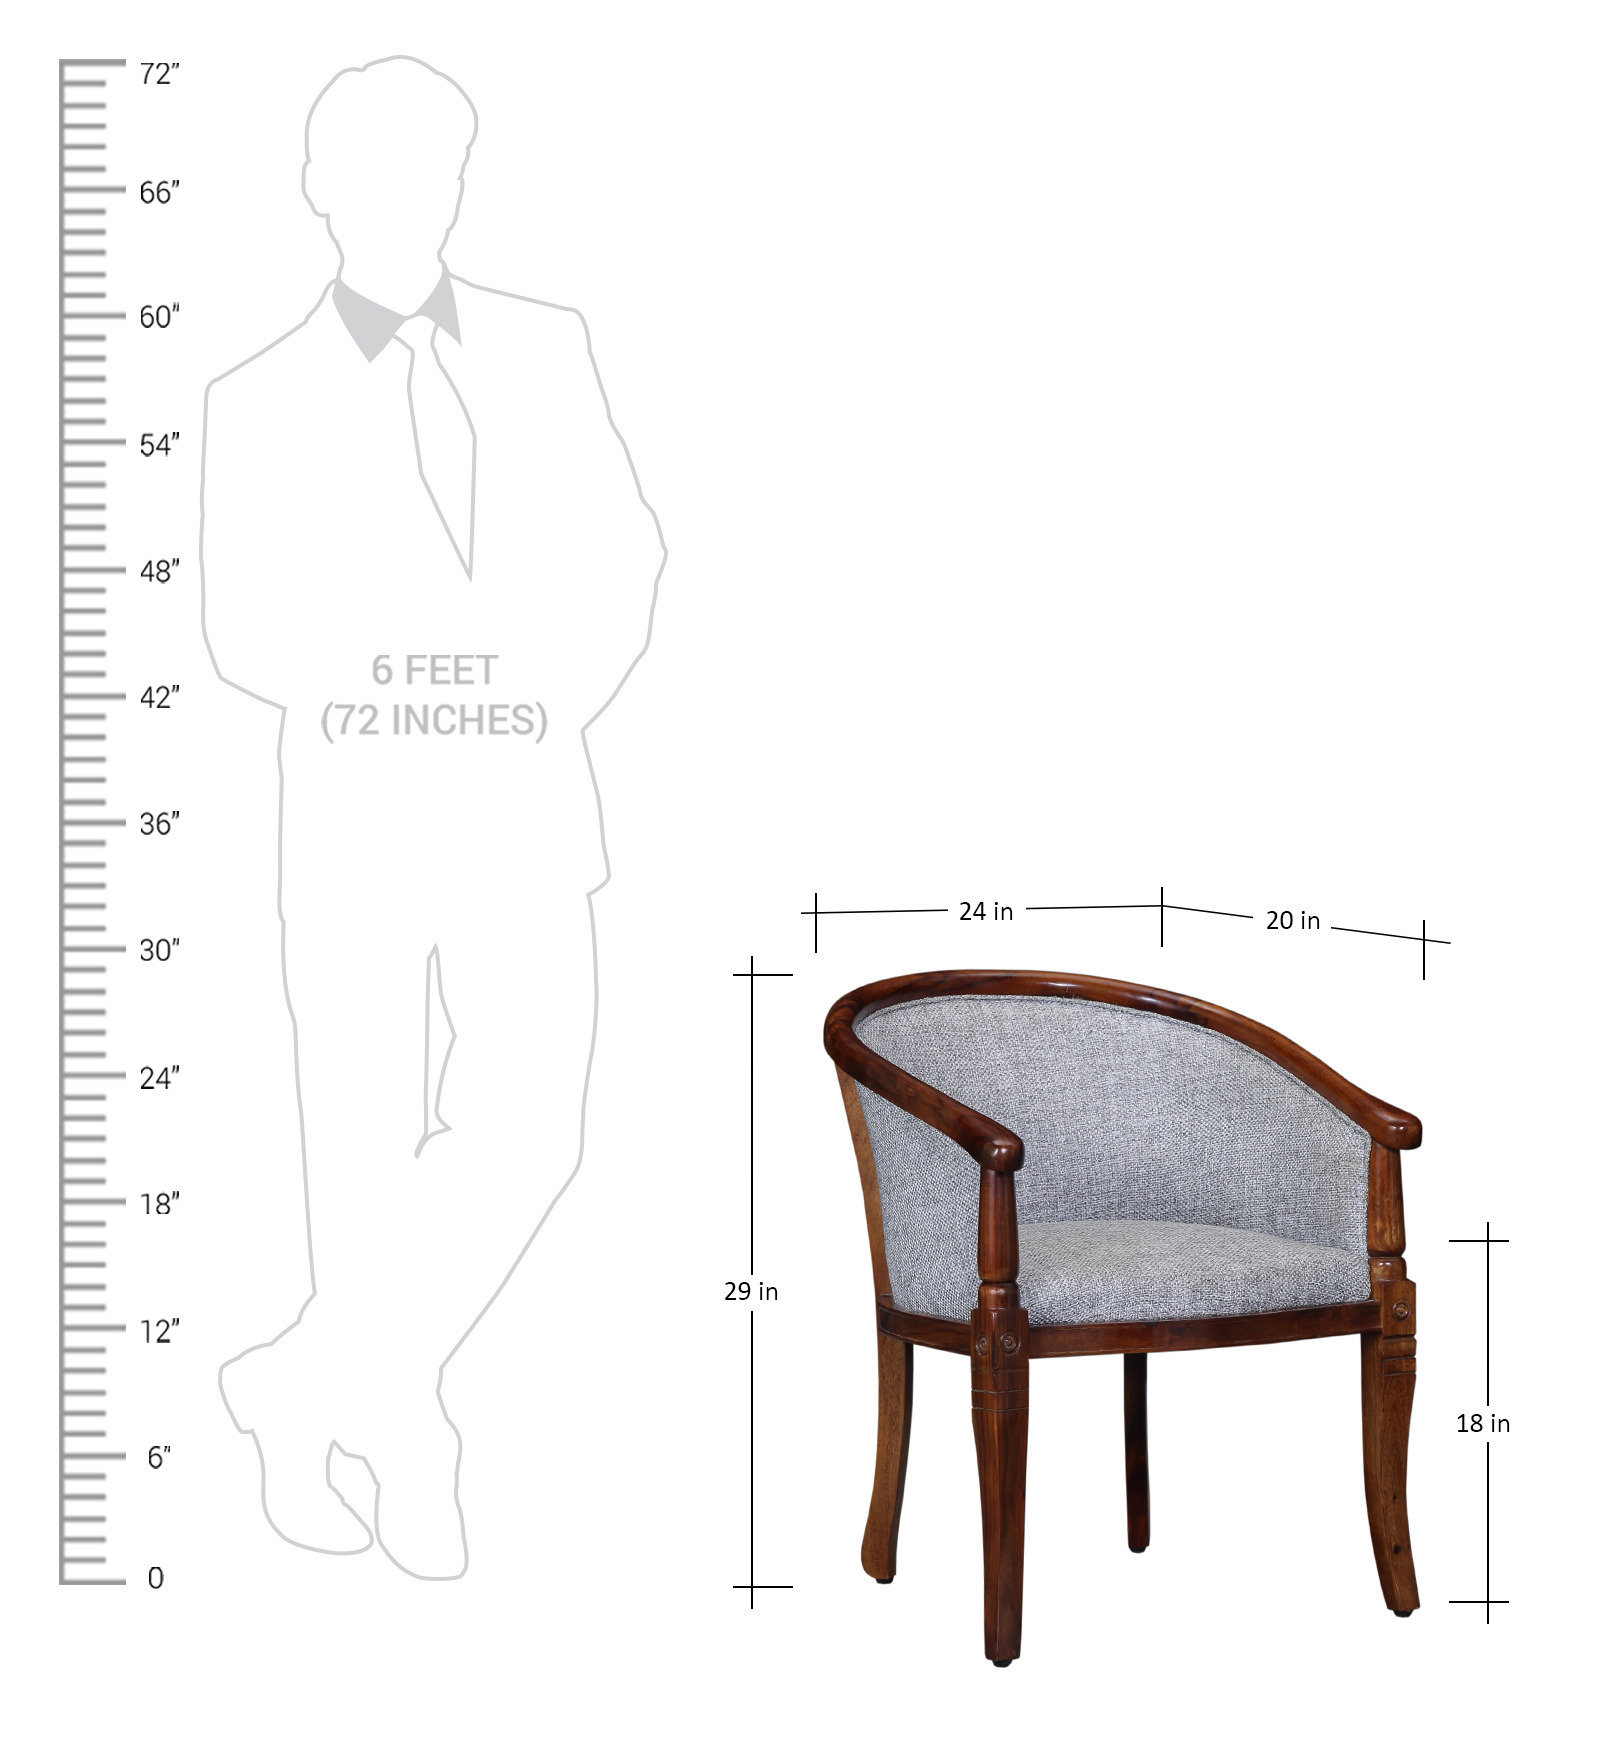 72”
66”
60”
54”
48”
42”
36”
30”
24”
18”
12”
6”
0
6 FEET
(72 INCHES)
24 in
20 in
29 in
18 in